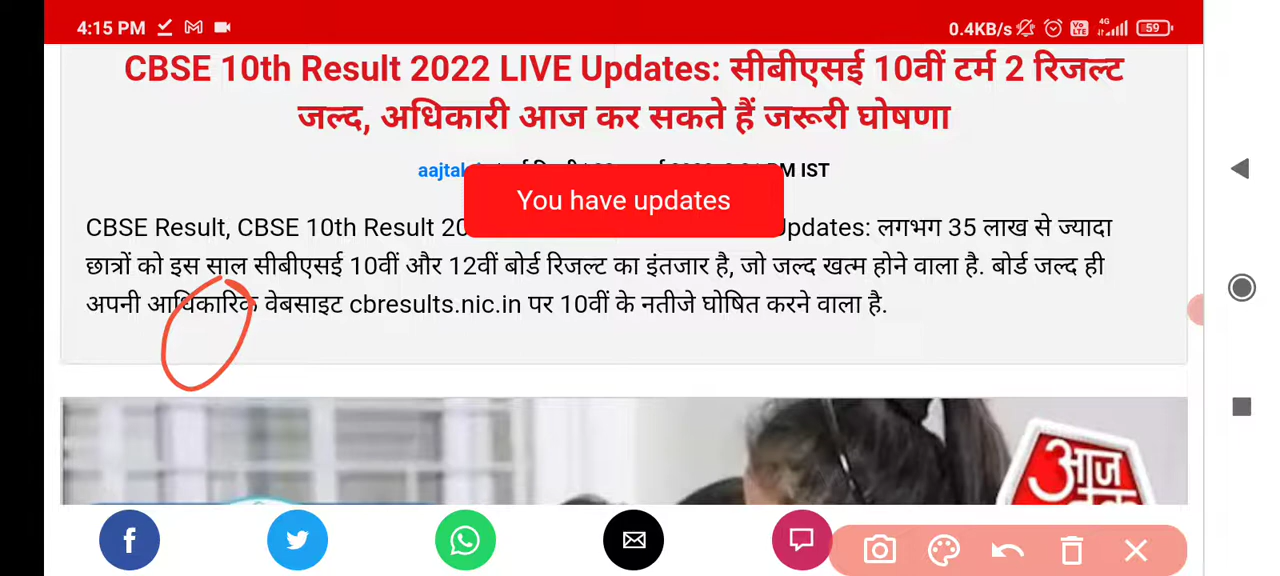 4:15 PM
0.4KB/s
Vo LTE
4G
59
CBSE 10th Result 2022 LIVE Updates: सीबीएसई 10वीं टर्म 2 रिजल्ट
जल्द, अधिकारी आज कर सकते हैं जरूरी घोषणा
PM IST
You have updates
CBSE Result, CBSE 10th Result Updates: लगभग 35 लाख से ज्यादा
छात्रों को इस साल सीबीएसई 10वीं और 12वीं बोर्ड रिजल्ट का इंतजार है, जो जल्द खत्म होने वाला है. बोर्ड जल्द ही
अपनी आधिकारिक वेबसाइट cbresults.nic.in पर 10वीं के नतीजे घोषित करने वाला है.
आज